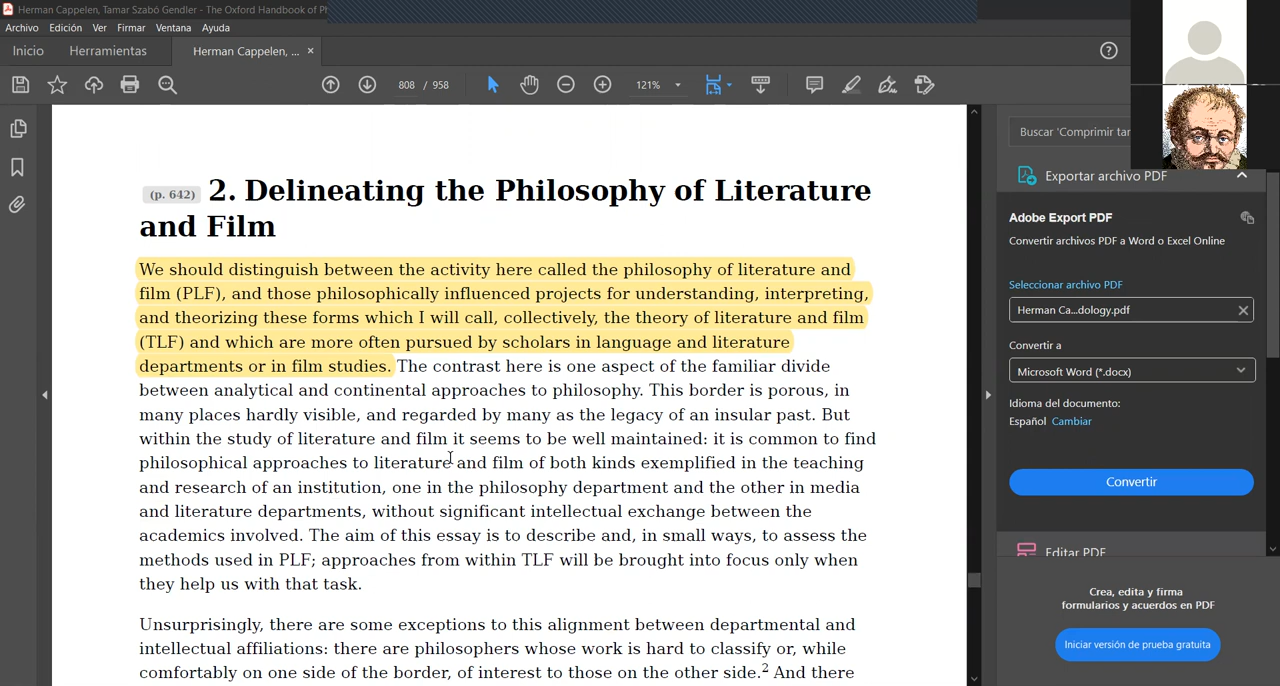 Herman Cappelen, Tamar Szabó Gendler - The Oxford Handbook of Ph
Archivo Edición Ver Firmar Ventana Ayuda
Inicio Herramientas Herman Cappelen, ... ×
808 / 958 121%
(p. 642) 2. Delineating the Philosophy of Literature
and Film
We should distinguish between the activity here called the philosophy of literature and
film (PLF), and those philosophically influenced projects for understanding, interpreting,
and theorizing these forms which I will call, collectively, the theory of literature and film
(TLF) and which are more often pursued by scholars in language and literature
departments or in film studies. The contrast here is one aspect of the familiar divide
between analytical and continental approaches to philosophy. This border is porous, in
many places hardly visible, and regarded by many as the legacy of an insular past. But
within the study of literature and film it seems to be well maintained: it is common to find
philosophical approaches to literature and film of both kinds exemplified in the teaching
and research of an institution, one in the philosophy department and the other in media
and literature departments, without significant intellectual exchange between the
academics involved. The aim of this essay is to describe and, in small ways, to assess the
methods used in PLF; approaches from within TLF will be brought into focus only when
they help us with that task.
Unsurprisingly, there are some exceptions to this alignment between departmental and
intellectual affiliations: there are philosophers whose work is hard to classify or, while
comfortably on one side of the border, of interest to those on the other side.2 And there
Buscar 'Comprimir tar
Exportar archivo PDF
Adobe Export PDF
Convertir archivos PDF a Word o Excel Online
Seleccionar archivo PDF
Herman Ca...dology.pdf
Convertir a
Microsoft Word (*.docx)
Idioma del documento:
Español Cambiar
Convertir
Editar PDF
Crea, edita y firma
formularios y acuerdos en PDF
Iniciar versión de prueba gratuita